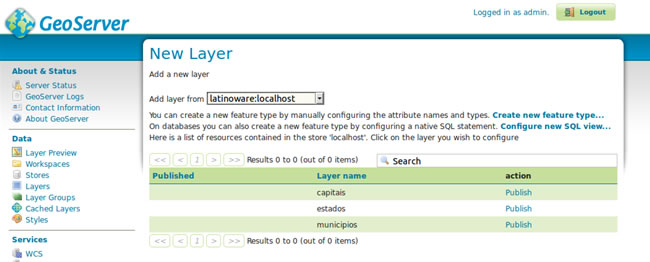 GeoServer
Logged in as admin. Logout
About & Status
Server Status
GeoServer Logs
Contact Information
About GeoServer
Data
Layer Preview
Workspaces
Stores
Layers
Layer Groups
Cached Layers
Styles
Services
WCS
New Layer
Add a new layer
Add layer from latinoware:localhost
You can create a new feature type by manually configuring the attribute names and types. Create new feature type...
On databases you can also create a new feature type by configuring a native SQL statement. Configure new SQL view...
Here is a list of resources contained in the store 'localhost'. Click on the layer you wish to configure
<< < 1 > >> Results 0 to 0 (out of 0 items) Search
Published Layer name action
capitais Publish
estados Publish
municipios Publish
<< < 1 > >> Results 0 to 0 (out of 0 items)